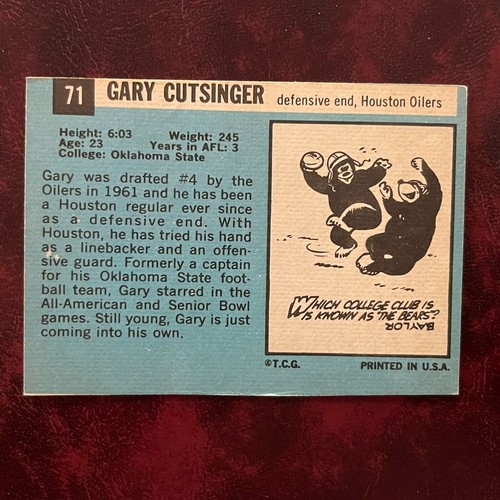 71 GARY CUTSINGER defensive end, Houston Oilers
Height: 6:03 Weight: 245
Age: 23 Years in AFL: 3
College: Oklahoma State
Gary was drafted #4 by the
Oilers in 1961 and he has been
a Houston regular ever since
as a defensive end. With
Houston, he has tried his hand
as a linebacker and an offen-
sive guard. Formerly a captain
for his Oklahoma State foot-
ball team, Gary starred in the
All-American and Senior Bowl
games. Still young, Gary is just
coming into his own.
WHICH COLLEGE CLUB IS
IS KNOWN AS "THE BEARS"?
BAYLOR
©T.C.G. PRINTED IN U.S.A.